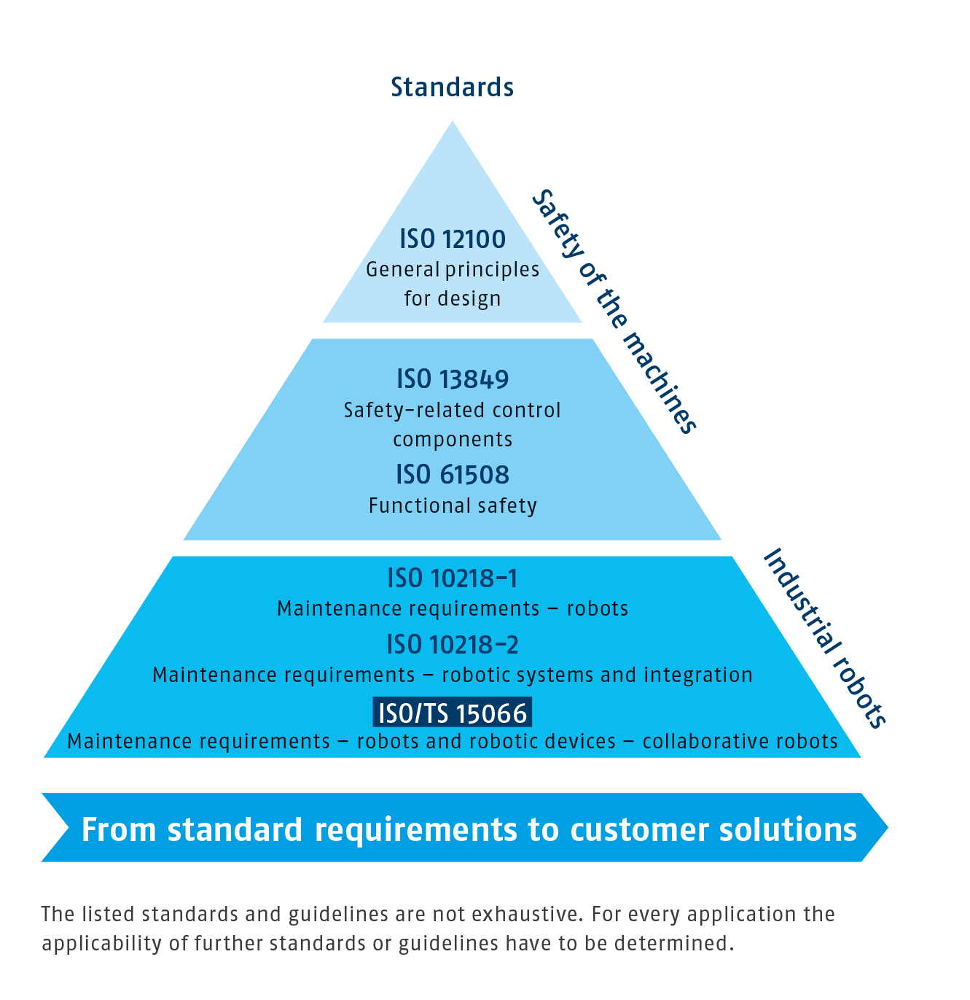 Standards
ISO 12100
General principles
for design
Safety of the machines
ISO 13849
Safety-related control
components
ISO 61508
Functional safety
ISO 10218-1
Maintenance requirements – robots
ISO 10218-2
Maintenance requirements – robotic systems and integration
ISO/TS 15066
Maintenance requirements – robots and robotic devices – collaborative robots
Industrial robots
From standard requirements to customer solutions
The listed standards and guidelines are not exhaustive. For every application the
applicability of further standards or guidelines have to be determined.